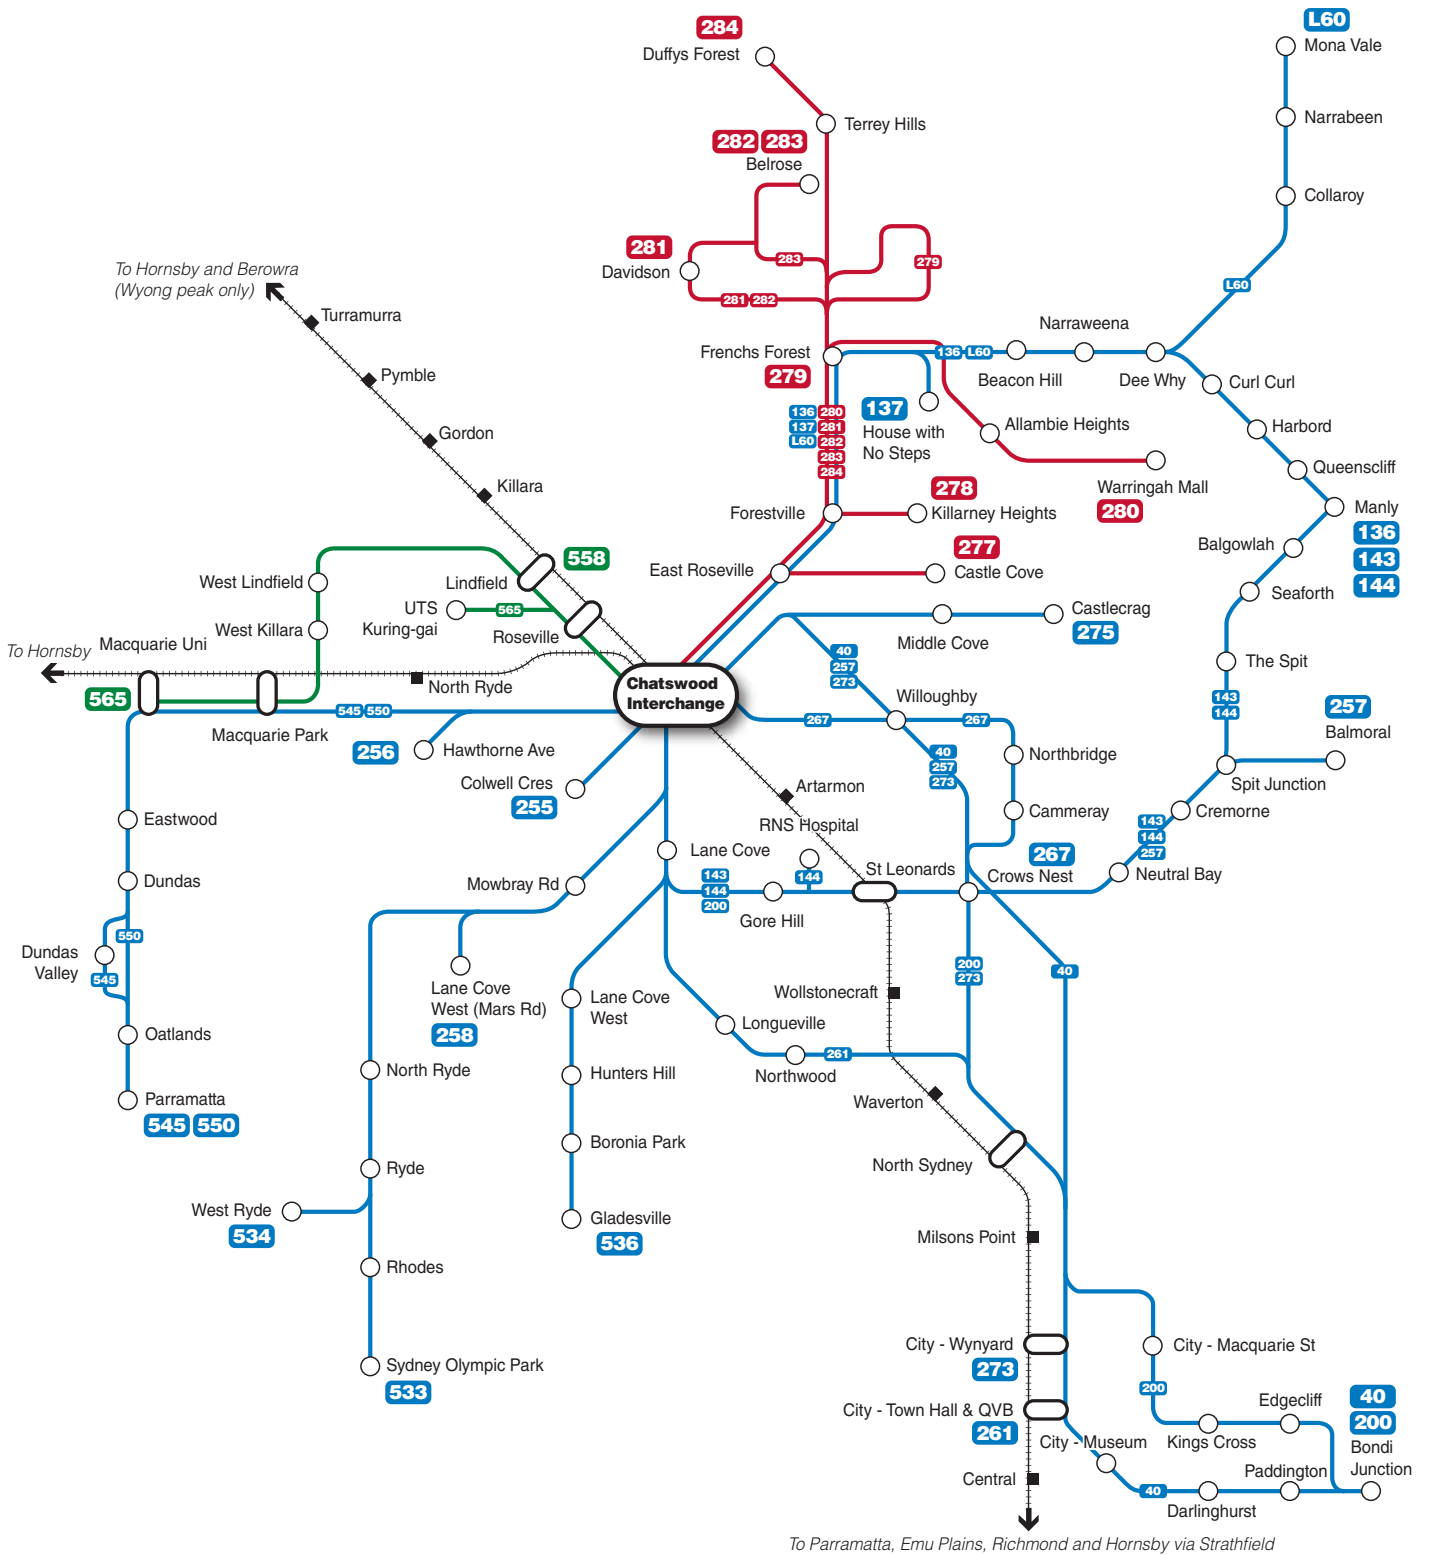 L60
Mona Vale
Narrabeen
Collaroy
L60
284
Duffys Forest
Terrey Hills
282 283
Belrose
281
Davidson
283
279
281 282
To Hornsby and Berowra
(Wyong peak only)
Turramurra
Pymble
Gordon
Killara
Frenchs Forest
279
136 L60
Narraweena
Beacon Hill
Dee Why
Curl Curl
Harbord
Queenscliff
Manly
136
143
144
136 280
137 281
L60 282
283
284
137
House with
No Steps
Allambie Heights
Warringah Mall
280
Forestville
278
Killarney Heights
277
East Roseville
Castle Cove
Balgowlah
Seaforth
The Spit
143
144
257
Balmoral
Spit Junction
Cremorne
143
144
257
Neutral Bay
558
Lindfield
West Lindfield
UTS
Kuring-gai
565
Roseville
West Killara
Macquarie Uni
To Hornsby
North Ryde
565
Macquarie Park
545 550
256
Hawthorne Ave
Colwell Cres
255
Chatswood
Interchange
Castlecrag
275
Middle Cove
40
257
273
Willoughby
267
267
40
257
273
Northbridge
Cammeray
267
Crows Nest
Artarmon
RNS Hospital
144
St Leonards
Lane Cove
143
144
200
Gore Hill
Mowbray Rd
Eastwood
Dundas
550
Dundas
Valley
545
Oatlands
Parramatta
545 550
Lane Cove
West (Mars Rd)
258
Lane Cove
West
Longueville
Northwood
261
Wollstonecraft
200
273
40
North Ryde
Hunters Hill
Boronia Park
Gladesville
536
Waverton
North Sydney
Ryde
West Ryde
534
Rhodes
Sydney Olympic Park
533
Milsons Point
City - Wynyard
273
City - Town Hall & QVB
261
City - Museum
Central
City - Macquarie St
200
Kings Cross
Edgecliff
40
200
Bondi
Junction
Paddington
40
Darlinghurst
To Parramatta, Emu Plains, Richmond and Hornsby via Strathfield